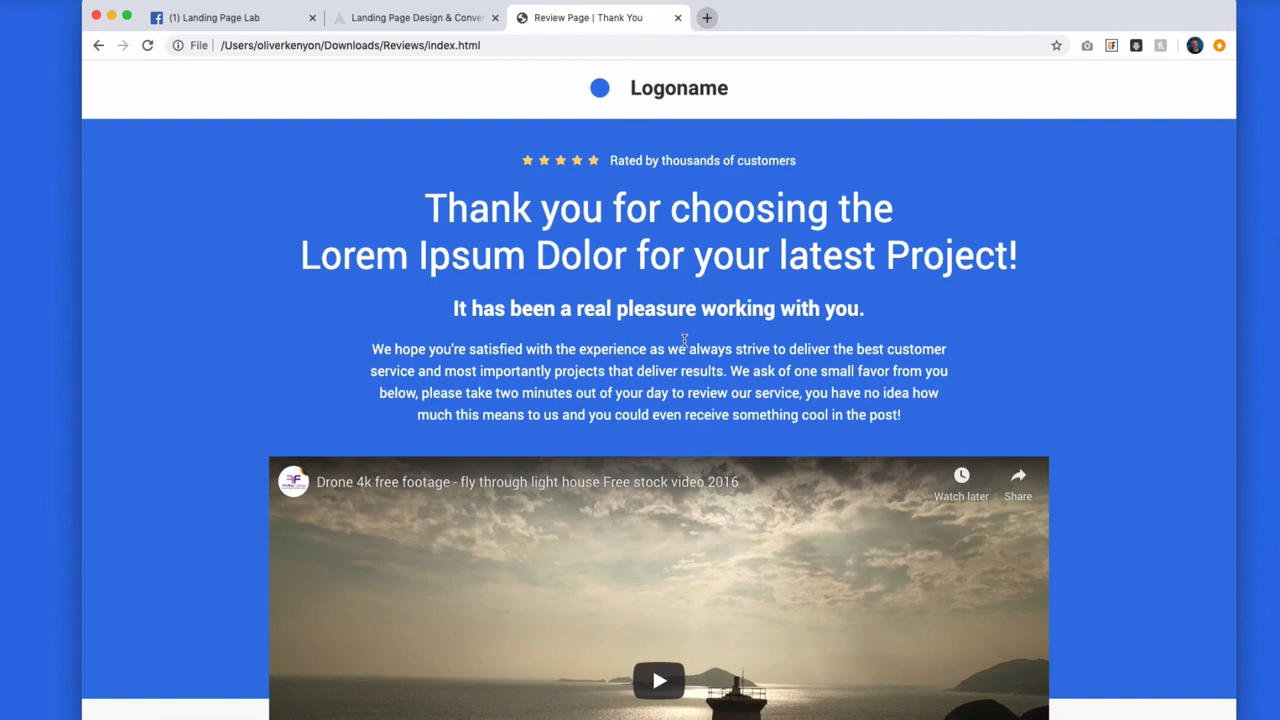 (1) Landing Page Lab
Landing Page Design & Conver
Review Page | Thank You
File
/Users/oliverkenyon/Downloads/Reviews/index.html
Logoname
Rated by thousands of customers
Thank you for choosing the
Lorem Ipsum Dolor for your latest Project!
It has been a real pleasure working with you.
We hope you're satisfied with the experience as we always strive to deliver the best customer
service and most importantly projects that deliver results. We ask of one small favor from you
below, please take two minutes out of your day to review our service, you have no idea how
much this means to us and you could even receive something cool in the post!
Drone 4k free footage - fly through light house Free stock video 2016
Watch later
Share